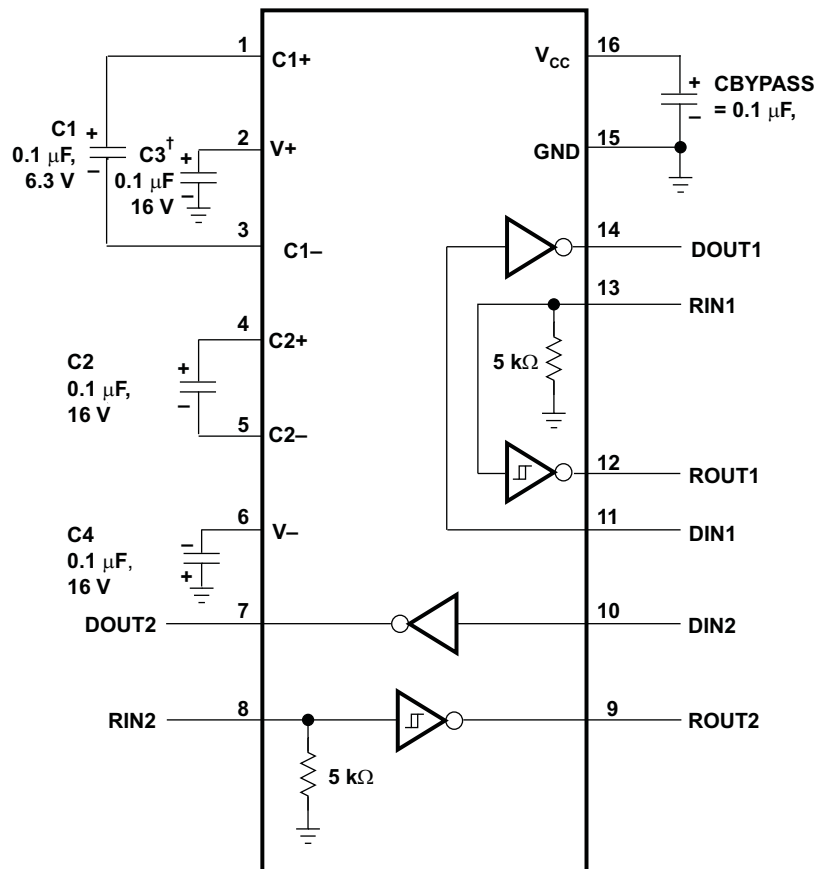 1
C1+
VCC
16
+
CBYPASS
= 0.1 μF,
–
C1
0.1 μF,
6.3 V
+
–
C3†
0.1 μF
16 V
+
–
2
V+
15
GND
3
C1–
14
DOUT1
13
RIN1
5 kΩ
4
C2+
C2
0.1 μF,
16 V
+
–
5
C2–
12
ROUT1
11
DIN1
6
V–
C4
0.1 μF,
16 V
–
+
DOUT2
7
10
DIN2
RIN2
8
9
ROUT2
5 kΩ